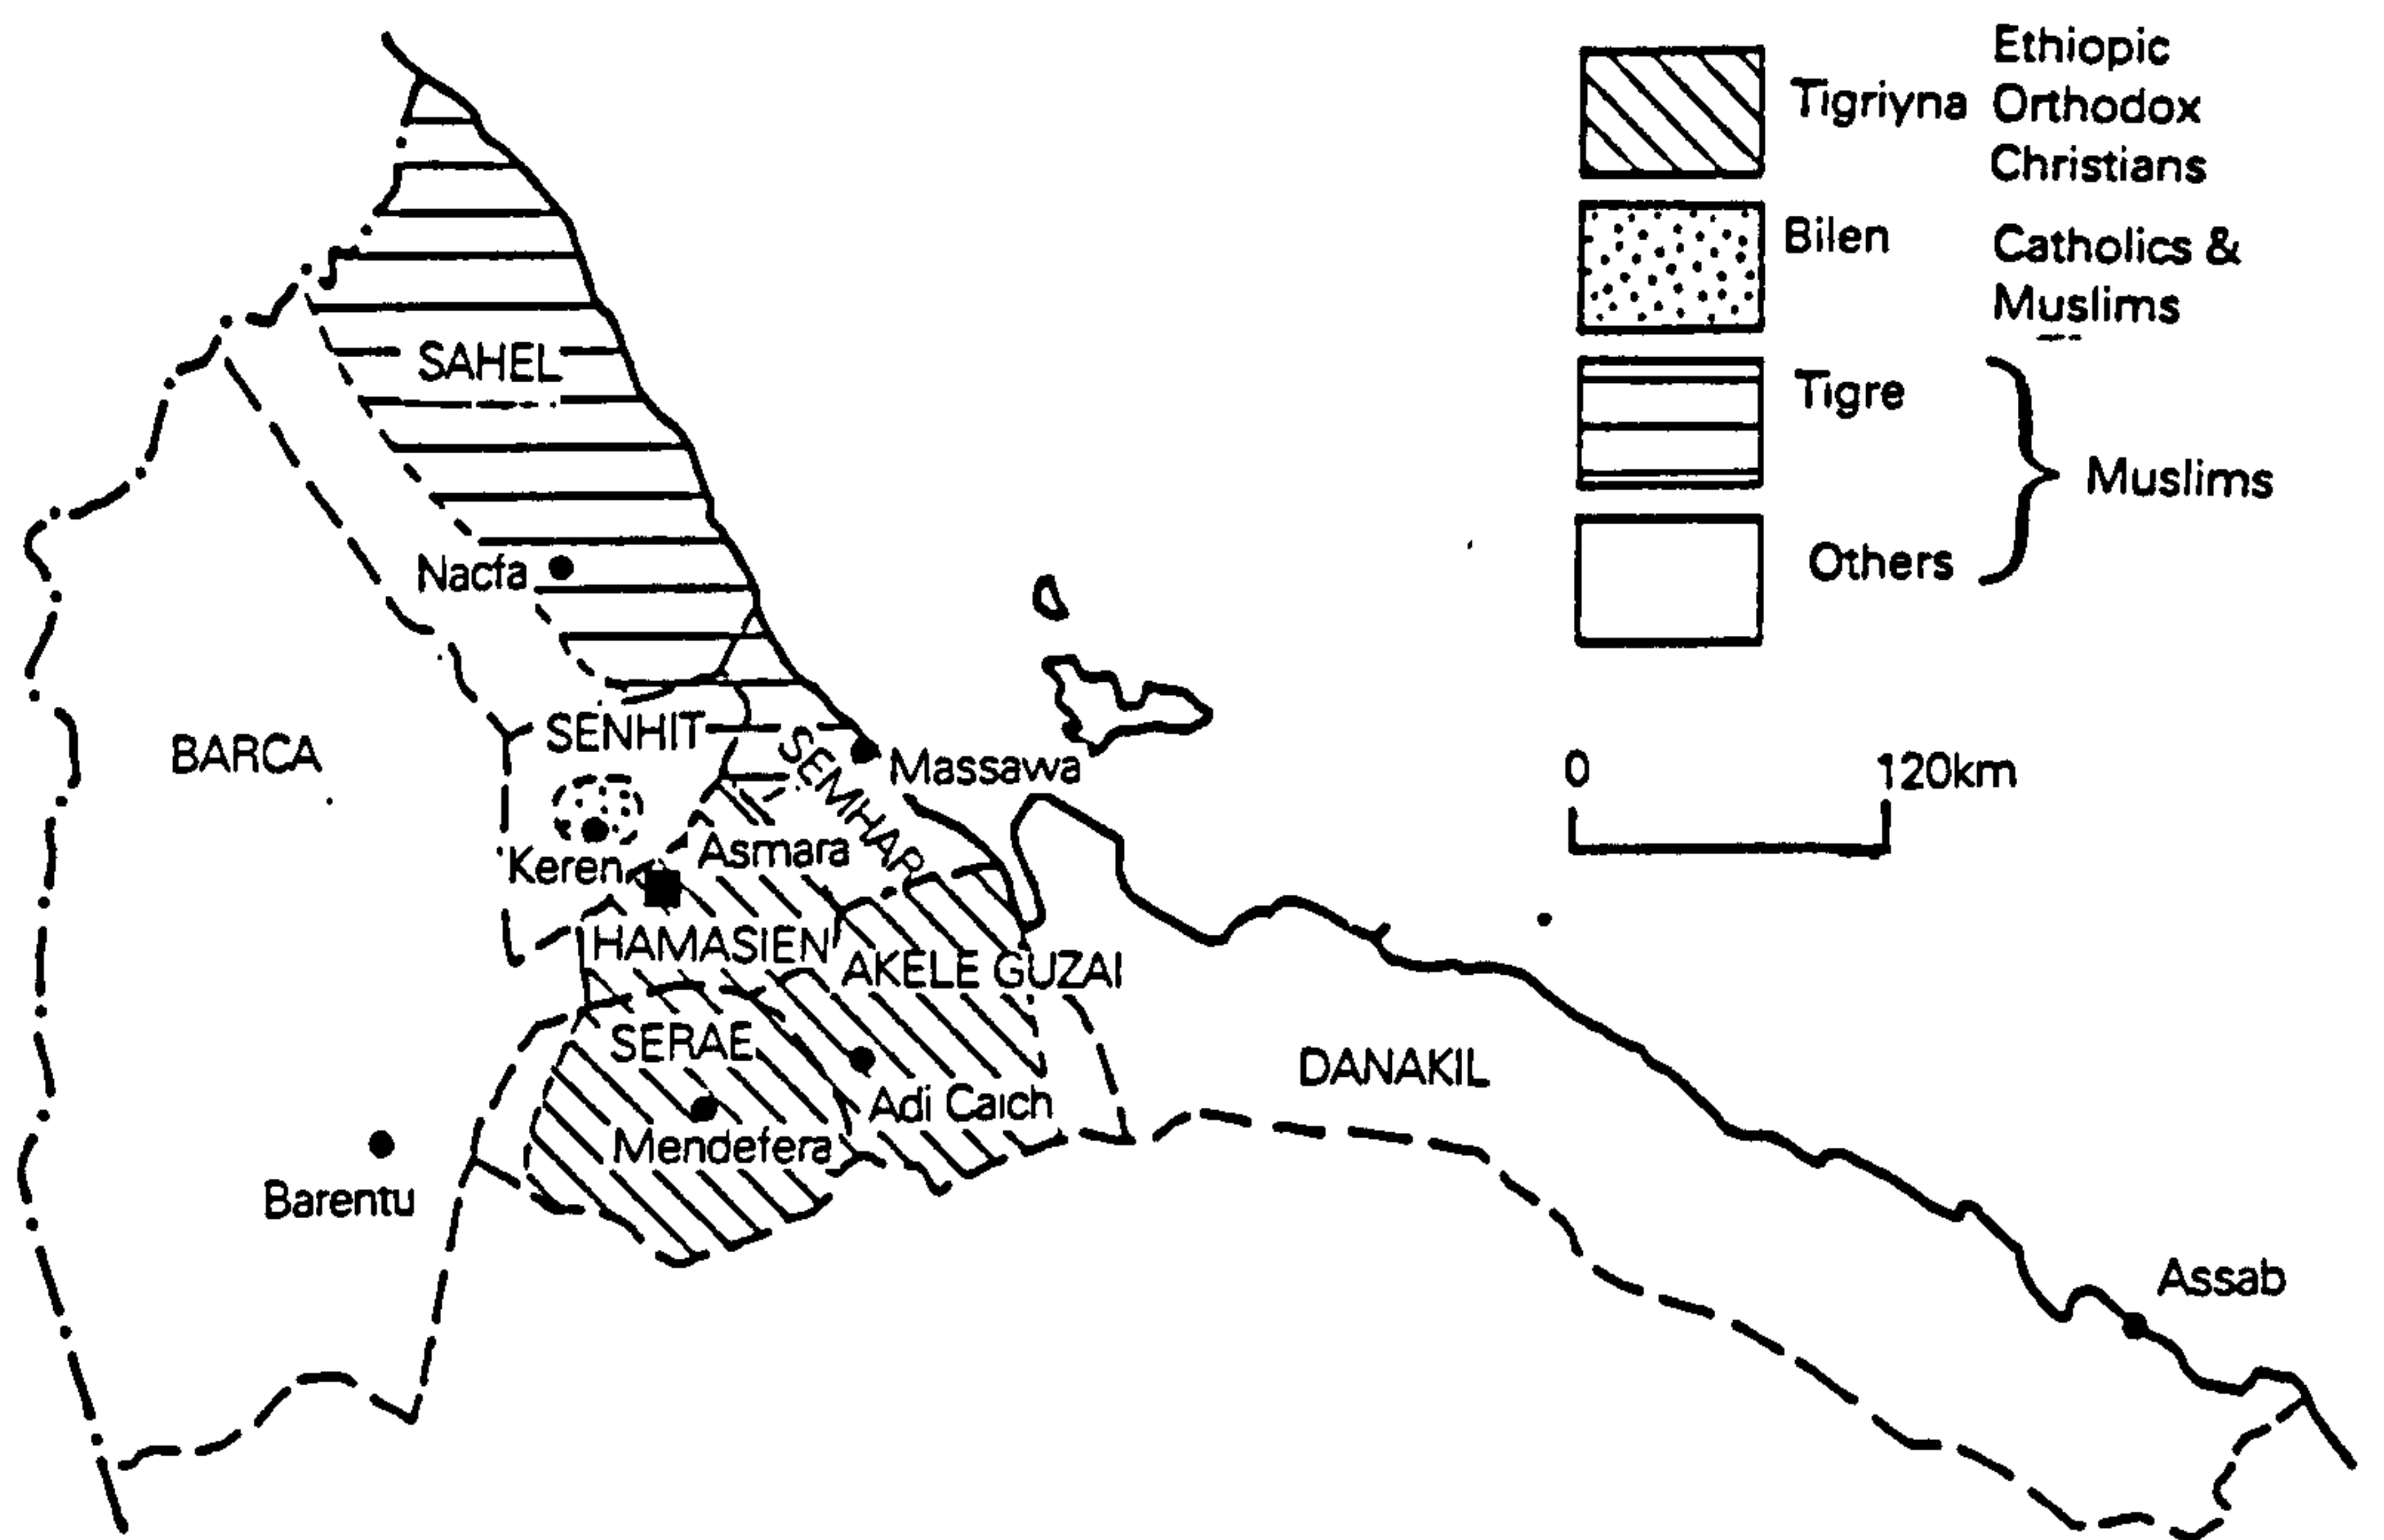 Tigriyna
Ethiopic
Orthodox
Christians
Bilen
Catholics &
Muslims
Tigre
Others
Muslims
0
120km
SAHEL
Nacfa
SENHIT
BARCA
SEMHAR
Massawa
Keren
Asmara
HAMASIEN
AKELE GUZAI
SERAE
Adi Caich
Mendefera
DANAKIL
Barentu
Assab